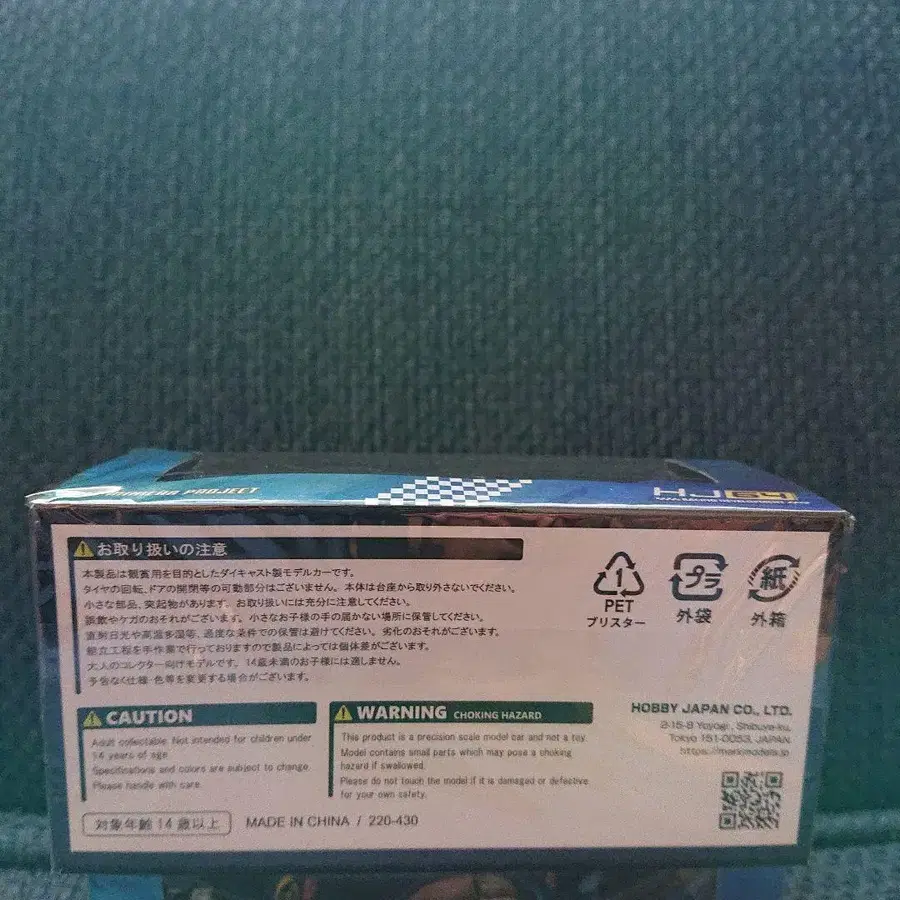 PROJECT
HJ64
お取り扱いの注意
本製品は観賞用を目的としたダイキャスト製モデルカーです。
タイヤの回転、ドアの開閉等の可動部分はございません。本体は台座から取り外さないでください。
小さな部品、突起物があります。お取り扱いには充分に注意してください。
誤飲やケガのおそれがございます。小さなお子様の手の届かない場所に保管してください。
直射日光や高温多湿等、過度な条件での保管は避けてください。劣化のおそれがございます。
組立工程を手作業で行っておりますので製品によっては個体差がございます。
大人のコレクター向けモデルです。14歳未満のお子様には適しません。
予告なく仕様・色等を変更する場合がございます。
1
PET
ブリスター
プラ
外袋
紙
外箱
CAUTION
Adult collectable. Not intended for children under
14 years of age.
Specifications and colors are subject to change.
Please handle with care.
WARNING CHOKING HAZARD
This product is a precision scale model car and not a toy.
Model contains small parts which may pose a choking
hazard if swallowed.
Please do not touch the model if it is damaged or defective
for your own safety.
HOBBY JAPAN CO., LTD.
2-15-8 Yoyogi, Shibuya-ku,
Tokyo 151-0053, JAPAN
対象年齢14歳以上
MADE IN CHINA / 220-430